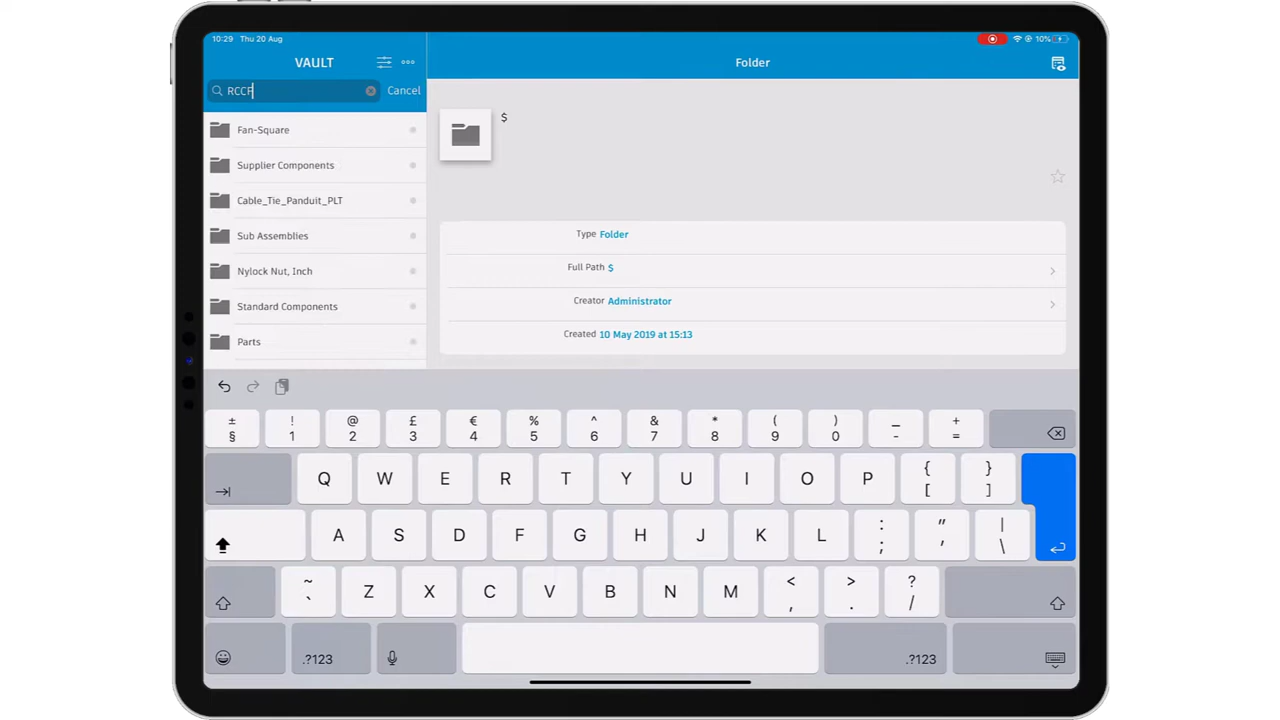 10:29 Thu 20 Aug
10%
VAULT
Folder
RCCF
Cancel
Fan-Square
$
Supplier Components
Cable_Tie_Panduit_PLT
Sub Assemblies
Type Folder
Nylock Nut, Inch
Full Path $
Standard Components
Creator Administrator
Parts
Created 10 May 2019 at 15:13
± ! @ £ € % ^ & * ( ) _ +
§ 1 2 3 4 5 6 7 8 9 0 - =
Q W E R T Y U I O P { }
[ ]
A S D F G H J K L : " |
; ' \
~ Z X C V B N M < > ?
` , . /
.?123 .?123